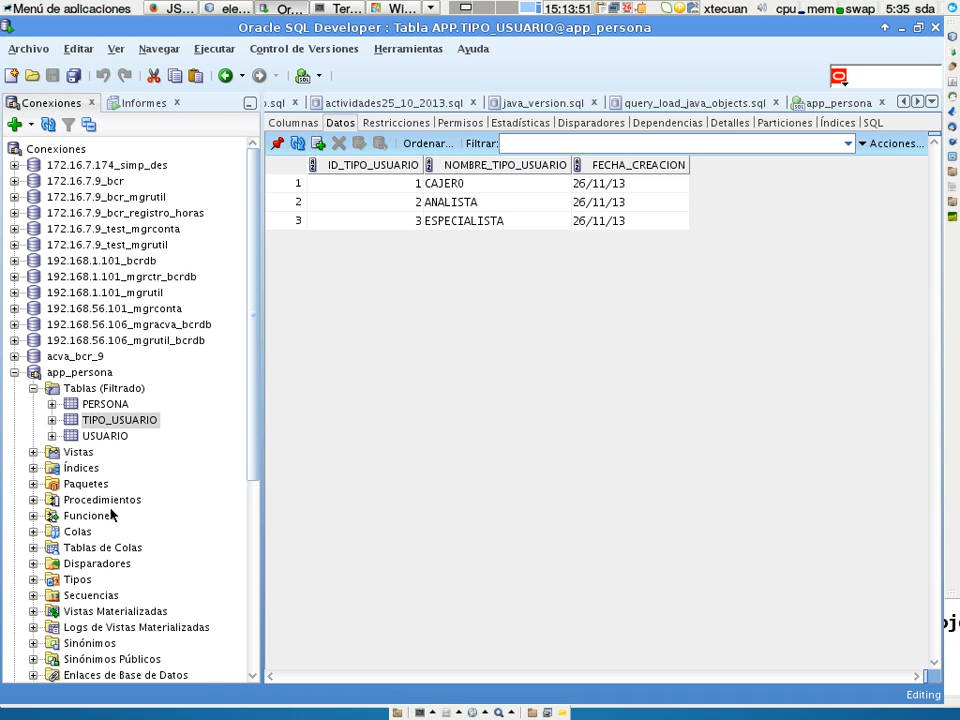 Menú de aplicaciones JS... ele... Or... Ter... Wi... 15:13:51 xtecuan cpu mem swap 5:35 sda
Oracle SQL Developer : Tabla APP.TIPO_USUARIO@app_persona
Archivo Editar Ver Navegar Ejecutar Control de Versiones Herramientas Ayuda
Conexiones Informes
).sql actividades25_10_2013.sql java_version.sql query_load_java_objects.sql app_persona
Columnas Datos Restricciones Permisos Estadísticas Disparadores Dependencias Detalles Particiones Índices SQL
Ordenar... Filtrar: Acciones...
ID_TIPO_USUARIO NOMBRE_TIPO_USUARIO FECHA_CREACION
1 1 CAJERO 26/11/13
2 2 ANALISTA 26/11/13
3 3 ESPECIALISTA 26/11/13
Conexiones
172.16.7.174_simp_des
172.16.7.9_bcr
172.16.7.9_bcr_mgrutil
172.16.7.9_bcr_registro_horas
172.16.7.9_test_mgrconta
172.16.7.9_test_mgrutil
192.168.1.101_bcrdb
192.168.1.101_mgrctr_bcrdb
192.168.1.101_mgrutil
192.168.56.101_mgrconta
192.168.56.106_mgracva_bcrdb
192.168.56.106_mgrutil_bcrdb
acva_bcr_9
app_persona
Tablas (Filtrado)
PERSONA
TIPO_USUARIO
USUARIO
Vistas
Índices
Paquetes
Procedimientos
Funciones
Colas
Tablas de Colas
Disparadores
Tipos
Secuencias
Vistas Materializadas
Logs de Vistas Materializadas
Sinónimos
Sinónimos Públicos
Enlaces de Base de Datos
Editing